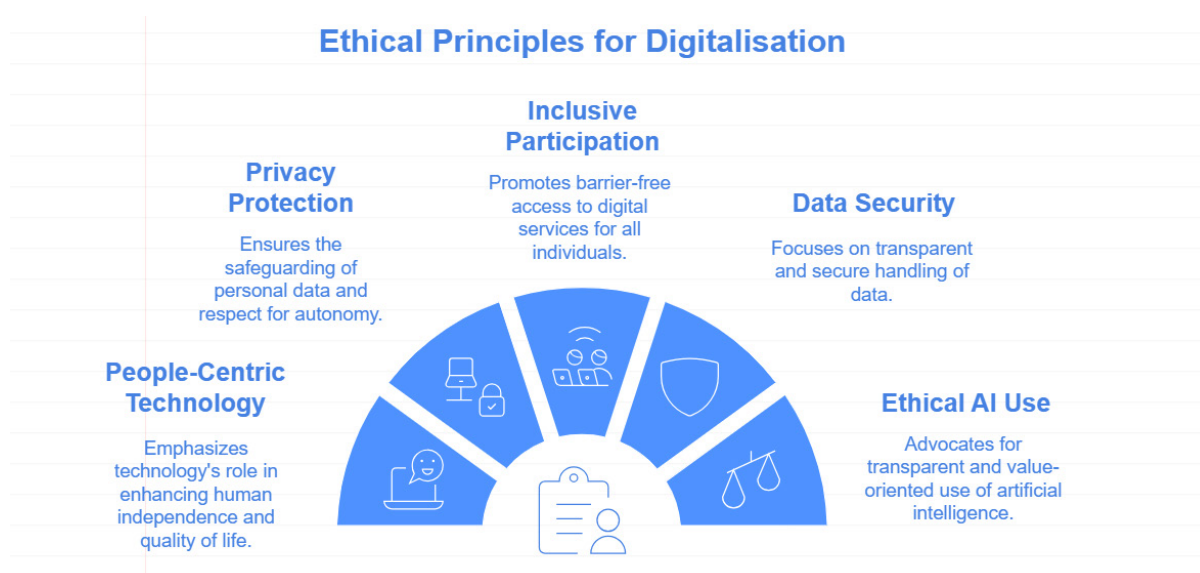 Ethical Principles for Digitalisation
People-Centric
Technology
Emphasizes
technology's role in
enhancing human
independence and
quality of life.
Privacy
Protection
Ensures the
safeguarding of
personal data and
respect for autonomy.
Inclusive
Participation
Promotes barrier-free
access to digital
services for all
individuals.
Data Security
Focuses on transparent
and secure handling of
data.
Ethical AI Use
Advocates for
transparent and value-
oriented use of artificial
intelligence.